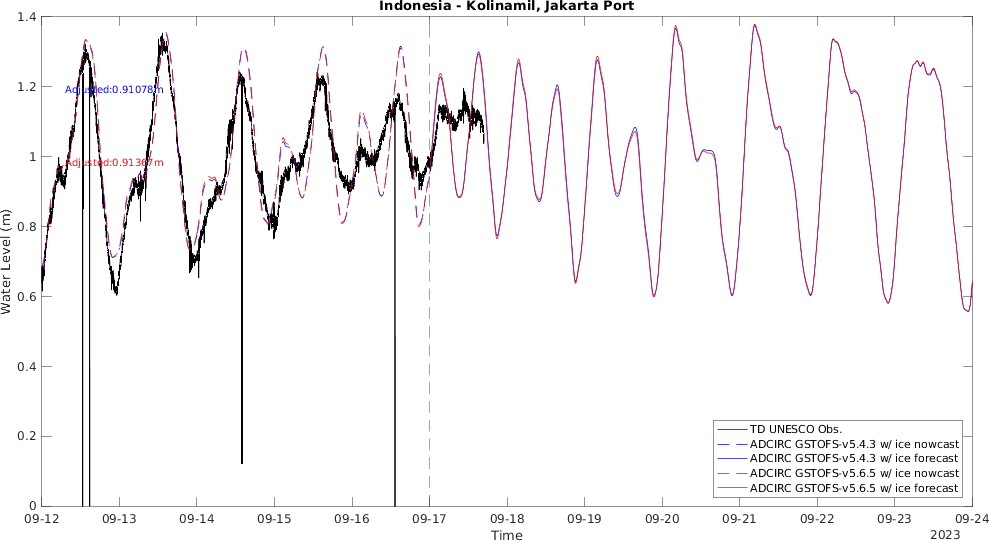 Indonesia - Kolinamil, Jakarta Port
1.4
1.2
1
0.8
0.6
0.4
0.2
0
Water Level (m)
Adjusted:0.91078m
Adjusted:0.91367m
TD UNESCO Obs.
ADCIRC GSTOFS-v5.4.3 w/ ice nowcast
ADCIRC GSTOFS-v5.4.3 w/ ice forecast
ADCIRC GSTOFS-v5.6.5 w/ ice nowcast
ADCIRC GSTOFS-v5.6.5 w/ ice forecast
09-12 09-13 09-14 09-15 09-16 09-17 09-18 09-19 09-20 09-21 09-22 09-23 09-24
Time
2023